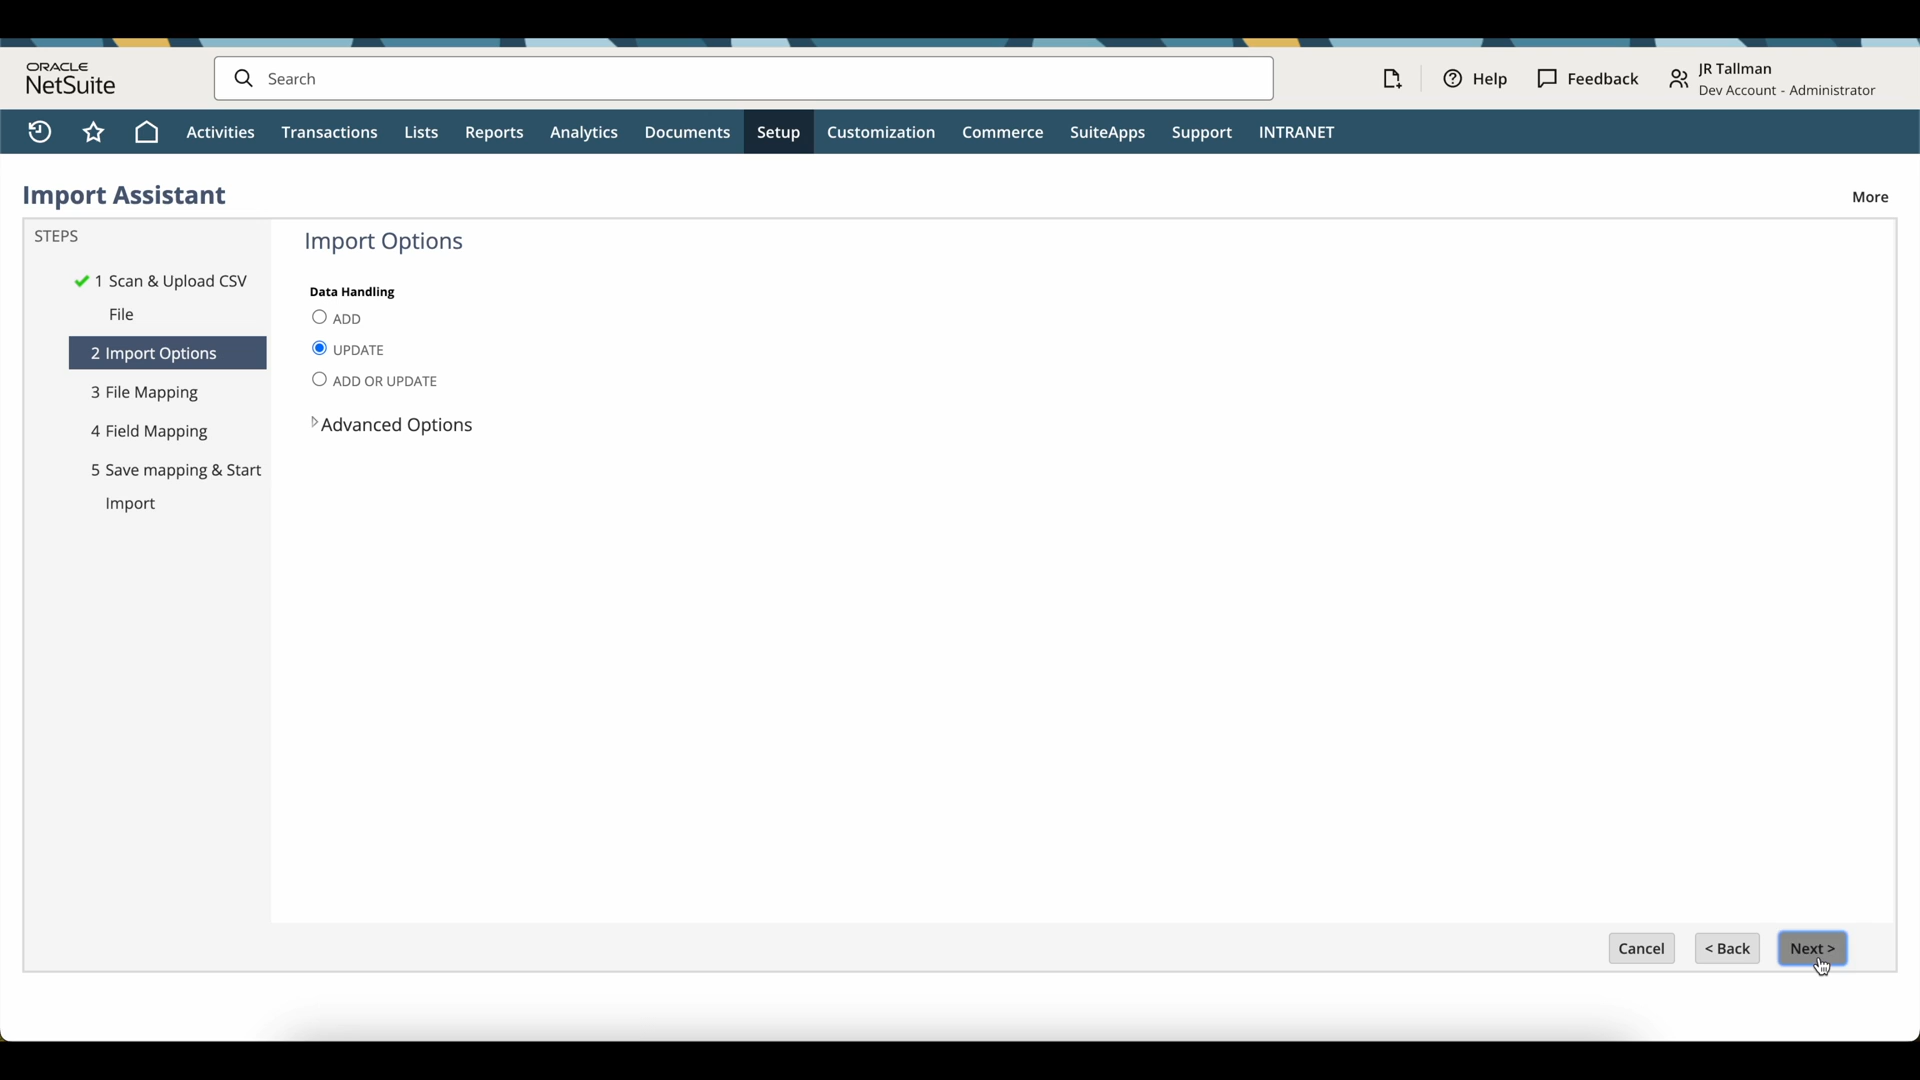 ORACLE
NetSuite
Search
Help
Feedback
JR Tallman
Dev Account - Administrator
Activities
Transactions
Lists
Reports
Analytics
Documents
Setup
Customization
Commerce
SuiteApps
Support
INTRANET
Import Assistant
More
STEPS
1 Scan & Upload CSV
File
2 Import Options
3 File Mapping
4 Field Mapping
5 Save mapping & Start
Import
Import Options
Data Handling
ADD
UPDATE
ADD OR UPDATE
Advanced Options
Cancel
< Back
Next >